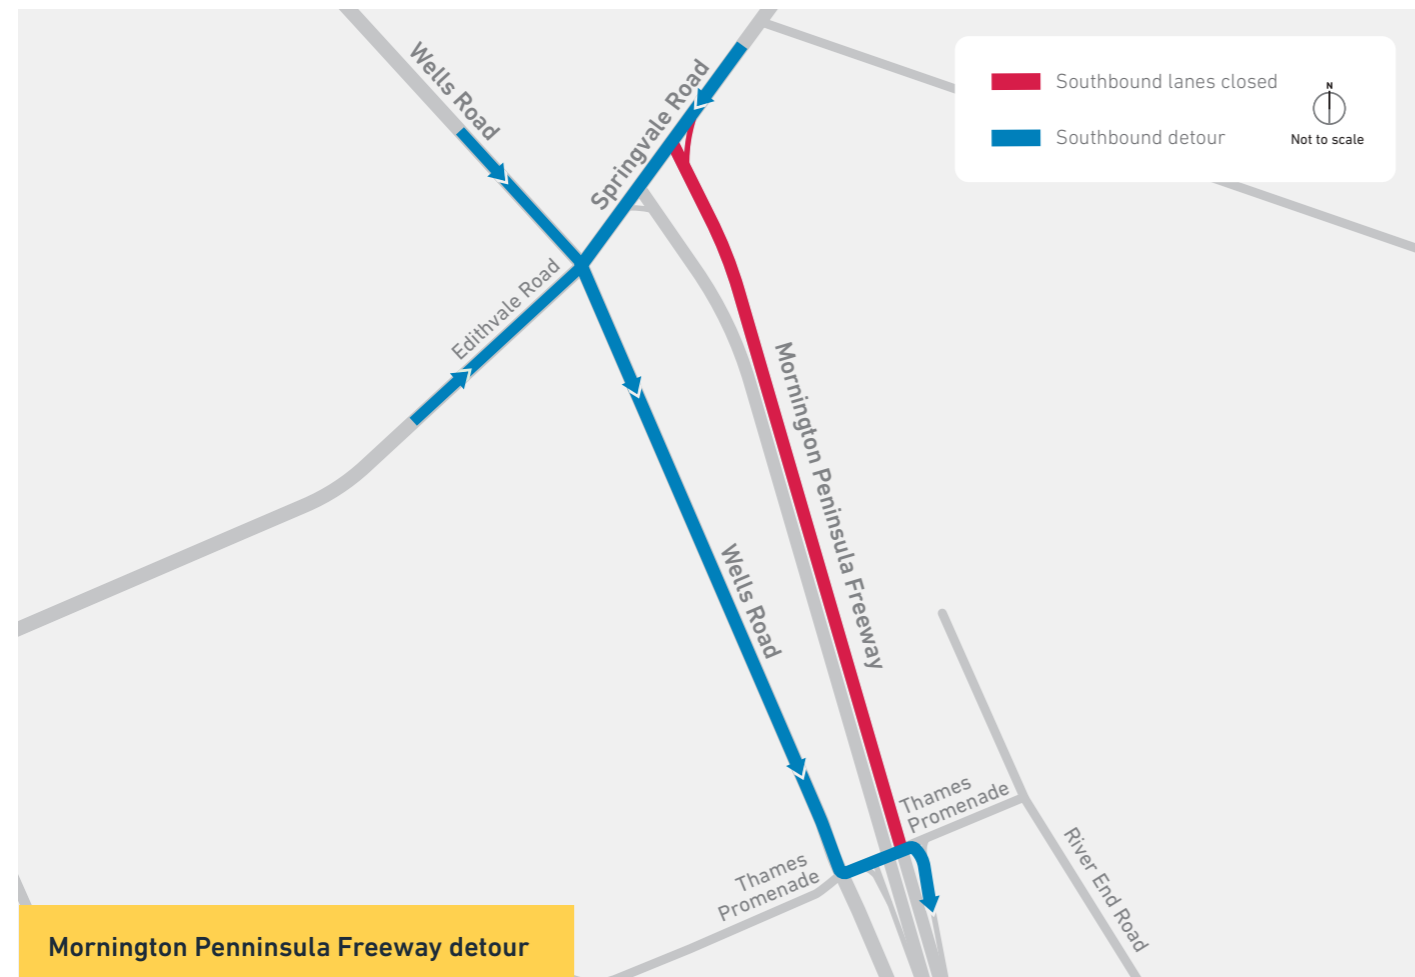 Wells Road
Springvale Road
Southbound lanes closed
N
Southbound detour
Not to scale
Edithvale Road
Mornington Peninsula Freeway
Wells Road
Thames
Promenade
Thames
Promenade
River End Road
Mornington Penninsula Freeway detour